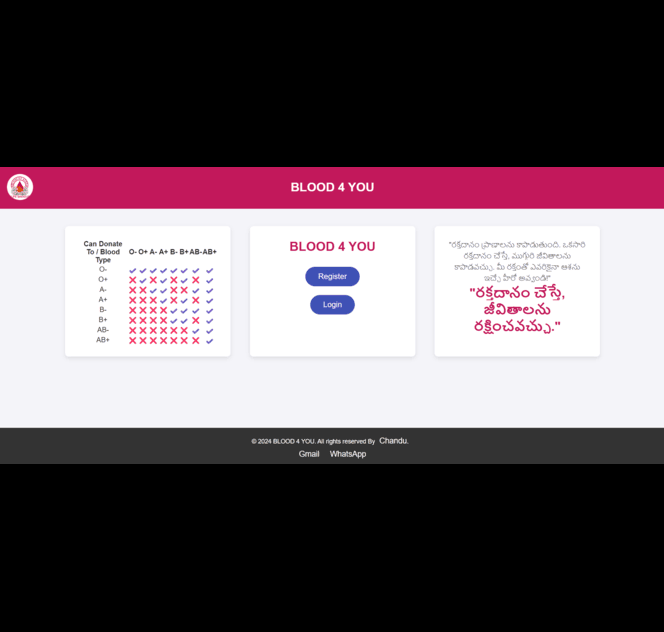 BLOOD 4 YOU
Can Donate
To / Blood
Type
O- O+ A- A+ B- B+ AB- AB+
O-
O+
A-
A+
B-
B+
AB-
AB+
BLOOD 4 YOU
Register
Login
"రక్తదానం ప్రాణాలను కాపాడుతుంది. ఒకసారి
రక్తదానం చేస్తే, ముగ్గురి జీవితాలను
కాపాడవచ్చు. మీ రక్తంతో ఎవరికైనా ఆశను
ఇచ్చే హీరో అవ్వండి!"
"రక్తదానం చేస్తే,
జీవితాలను
రక్షించవచ్చు."
© 2024 BLOOD 4 YOU. All rights reserved By Chandu.
Gmail WhatsApp